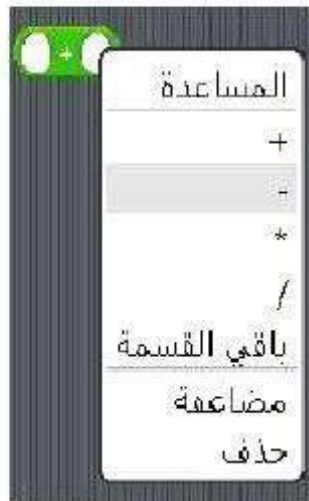 +
المساعدة
+
-
*
/
باقي القسمة
مضاعفة
حذف